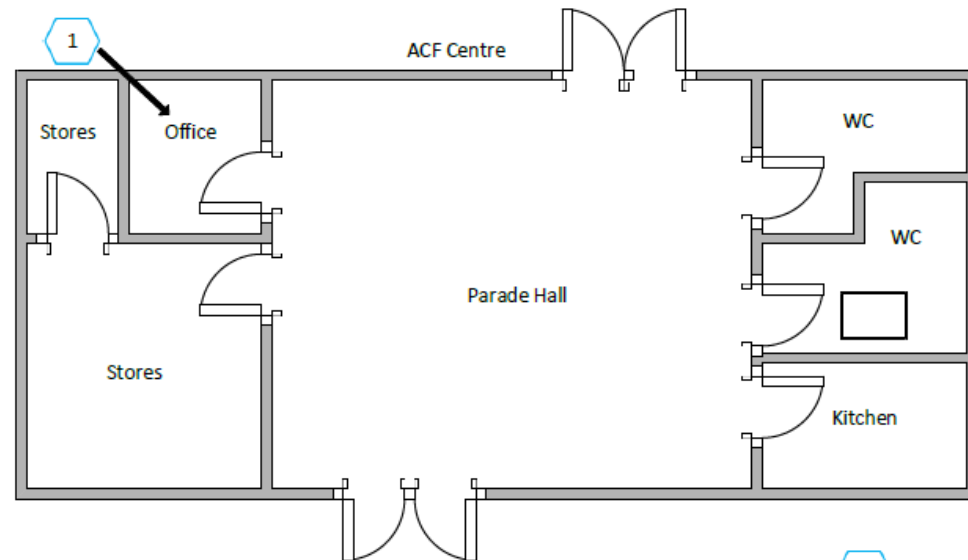 1
ACF Centre
Stores
Office
WC
WC
Parade Hall
Stores
Kitchen